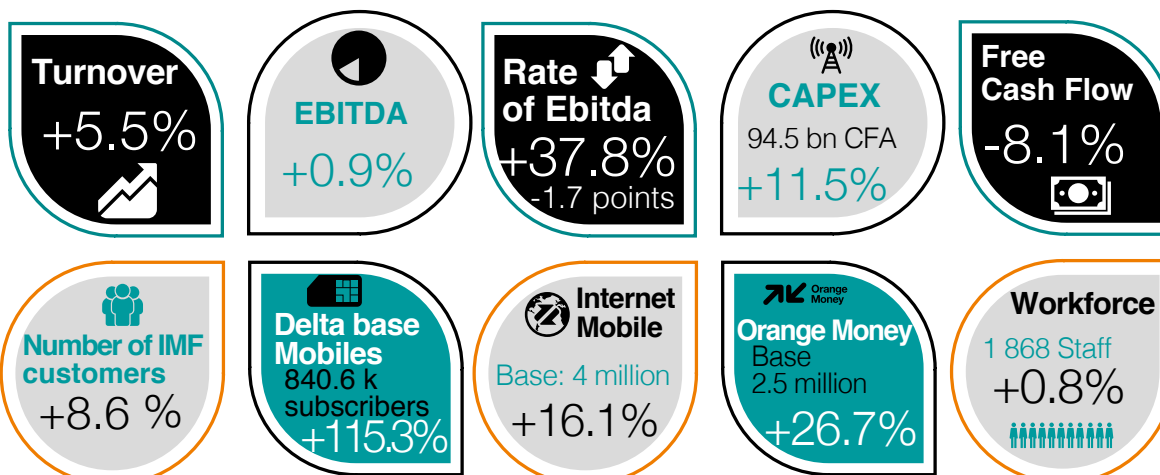 Turnover
+5.5%
EBITDA
+0.9%
Rate
of Ebitda
+37.8%
-1.7 points
CAPEX
94.5 bn CFA
+11.5%
Free
Cash Flow
-8.1%
Number of IMF
customers
+8.6 %
Delta base
Mobiles
840.6 k
subscribers
+115.3%
Internet
Mobile
Base: 4 million
+16.1%
Orange
Money
Orange Money
Base
2.5 million
+26.7%
Workforce
1 868 Staff
+0.8%